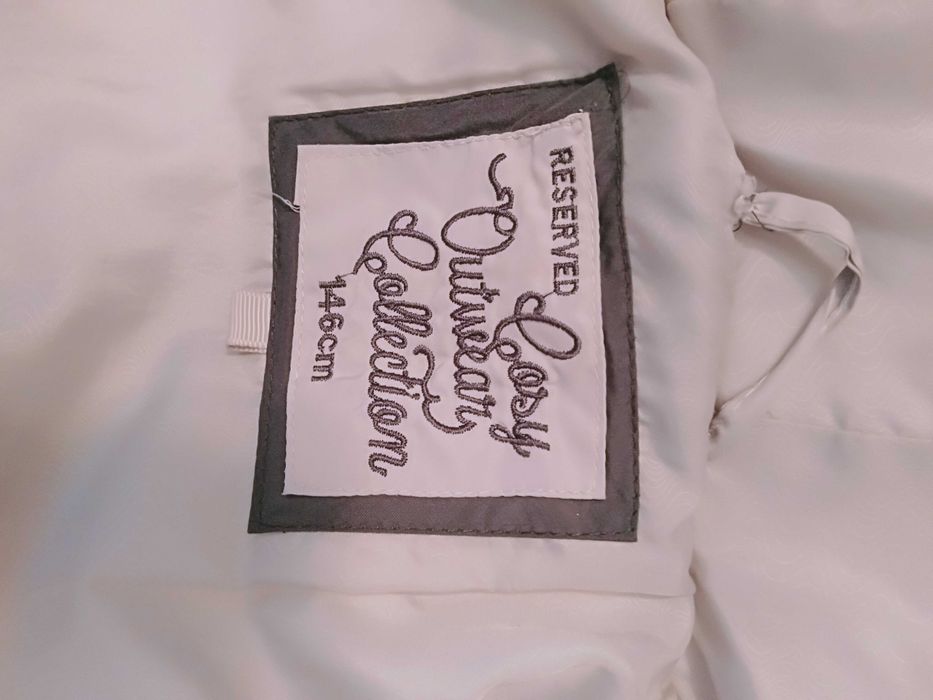 RESERVED
Cosy
Outwear
Collection
146cm